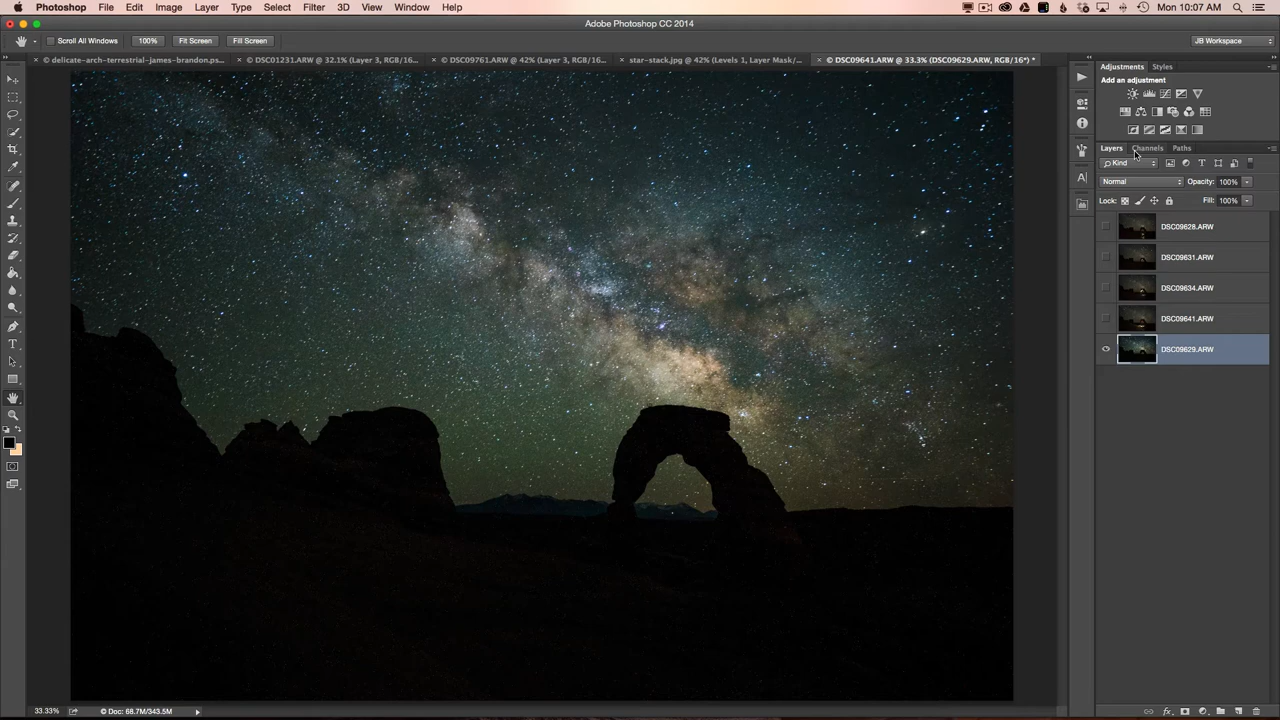 Photoshop File Edit Image Layer Type Select Filter 3D View Window Help Mon 10:07 AM
Adobe Photoshop CC 2014
Scroll All Windows 100% Fit Screen Fill Screen JB Workspace
× © delicate-arch-terrestrial-james-brandon.ps... × © DSC01231.ARW @ 32.1% (Layer 3, RGB/16... × © DSC09761.ARW @ 42% (Layer 3, RGB/16... × star-stack.jpg @ 42% (Levels 1, Layer Mask/... × © DSC09641.ARW @ 33.3% (DSC09629.ARW, RGB/16*) *
Adjustments Styles
Add an adjustment
Layers Channels Paths
Kind
Normal Opacity: 100%
Lock: Fill: 100%
DSC09628.ARW
DSC09631.ARW
DSC09634.ARW
DSC09641.ARW
DSC09629.ARW
33.33% © Doc: 68.7M/343.5M